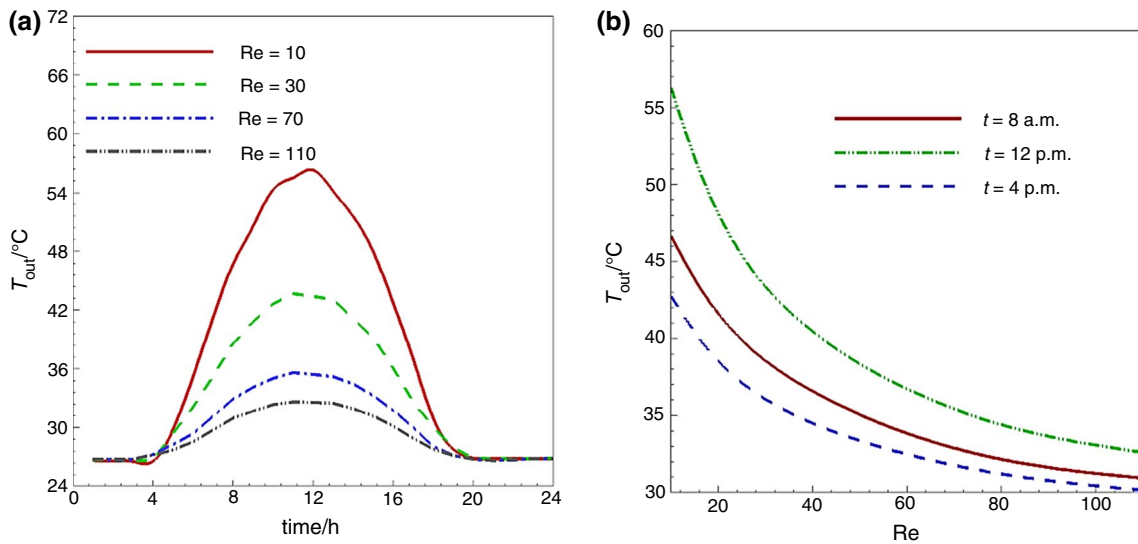 (a)
72
66
60
54
48
42
36
30
24
T_out/°C
Re = 10
Re = 30
Re = 70
Re = 110
0 4 8 12 16 20 24
time/h
(b)
60
55
50
45
40
35
30
T_out/°C
t = 8 a.m.
t = 12 p.m.
t = 4 p.m.
20 40 60 80 100
Re